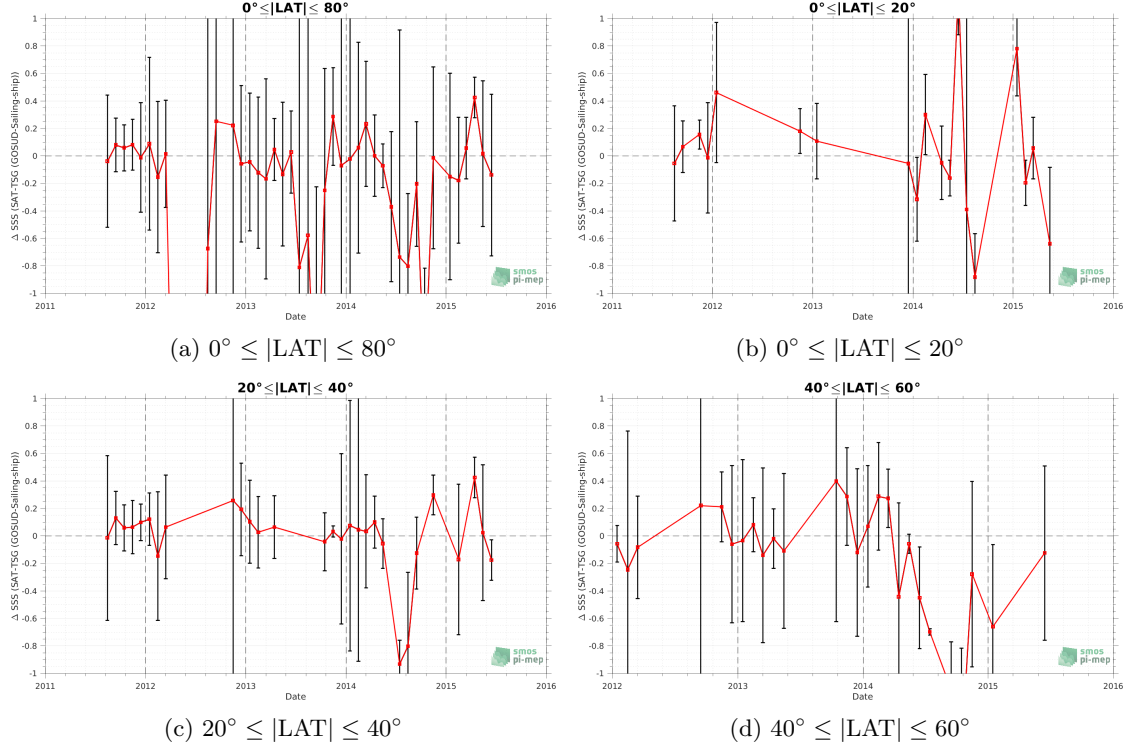 0°≤|LAT|≤ 80°
Δ SSS (SAT-TSG (GOSUD-Sailing-ship))
1
0.8
0.6
0.4
0.2
0
-0.2
-0.4
-0.6
-0.8
-1
2011 2012 2013 2014 2015 2016
Date
smos
pi-mep
(a) 0° ≤ |LAT| ≤ 80°
0°≤|LAT|≤ 20°
Δ SSS (SAT-TSG (GOSUD-Sailing-ship))
1
0.8
0.6
0.4
0.2
0
-0.2
-0.4
-0.6
-0.8
-1
2011 2012 2013 2014 2015 2016
Date
smos
pi-mep
(b) 0° ≤ |LAT| ≤ 20°
20°≤|LAT|≤ 40°
Δ SSS (SAT-TSG (GOSUD-Sailing-ship))
1
0.8
0.6
0.4
0.2
0
-0.2
-0.4
-0.6
-0.8
-1
2011 2012 2013 2014 2015 2016
Date
smos
pi-mep
(c) 20° ≤ |LAT| ≤ 40°
40°≤|LAT|≤ 60°
Δ SSS (SAT-TSG (GOSUD-Sailing-ship))
1
0.8
0.6
0.4
0.2
0
-0.2
-0.4
-0.6
-0.8
-1
2012 2013 2014 2015 2016
Date
smos
pi-mep
(d) 40° ≤ |LAT| ≤ 60°